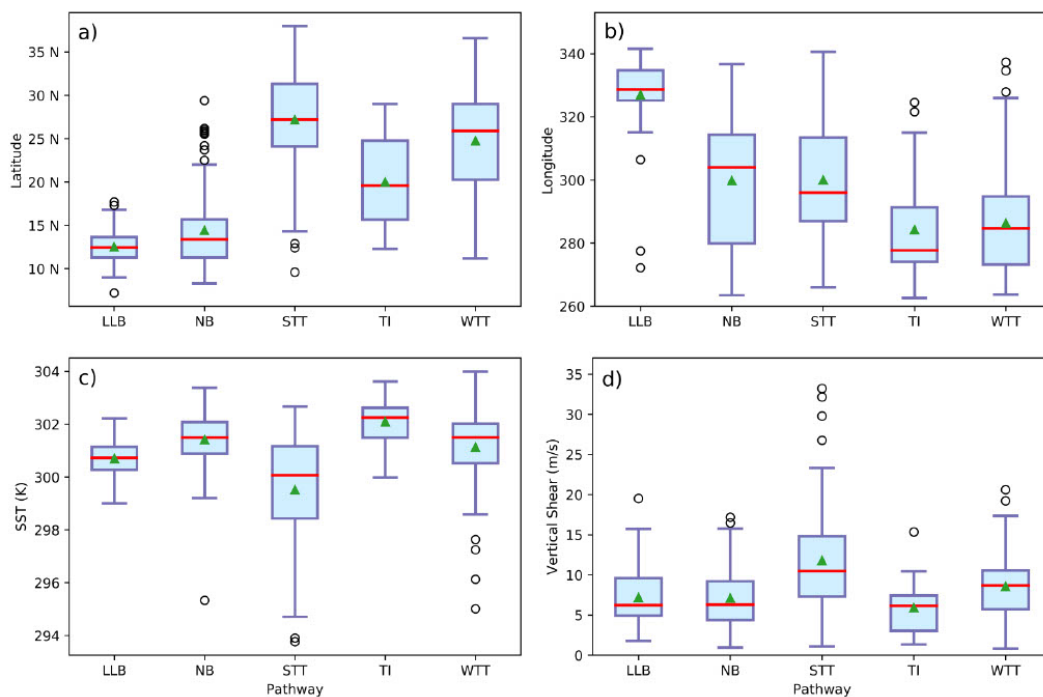 a)
35 N
30 N
25 N
20 N
15 N
10 N
Latitude
LLB NB STT TI WTT
b)
340
320
300
280
260
Longitude
LLB NB STT TI WTT
c)
304
302
300
298
296
294
SST (K)
LLB NB STT TI WTT
Pathway
d)
35
30
25
20
15
10
5
0
Vertical Shear (m/s)
LLB NB STT TI WTT
Pathway